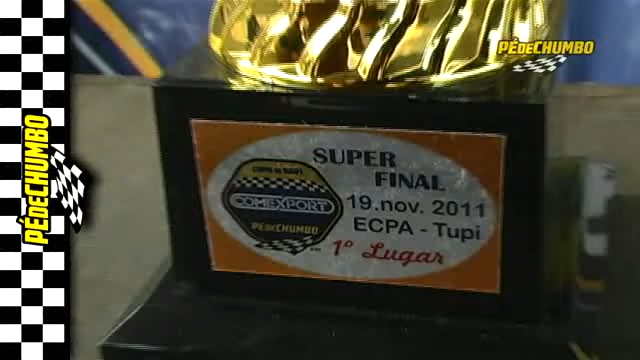 PÉDECHUMBO
PÉDECHUMBO
SUPER
FINAL
19.nov. 2011
ECPA - Tupi
1º Lugar
COMEXPORT
PÉDECHUMBO